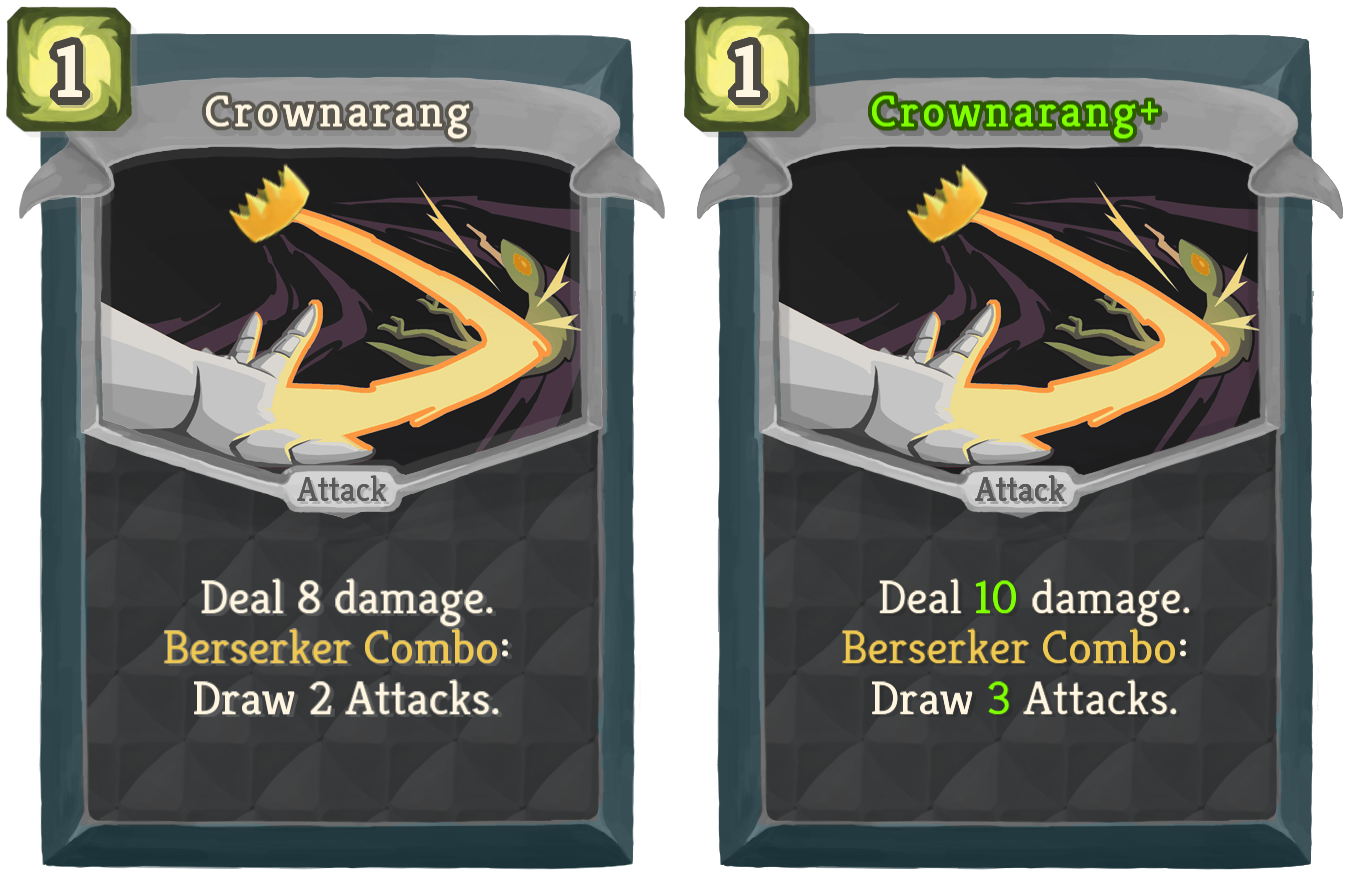 1
Crownarang
Attack
Deal 8 damage.
Berserker Combo:
Draw 2 Attacks.
1
Crownarang+
Attack
Deal 10 damage.
Berserker Combo:
Draw 3 Attacks.